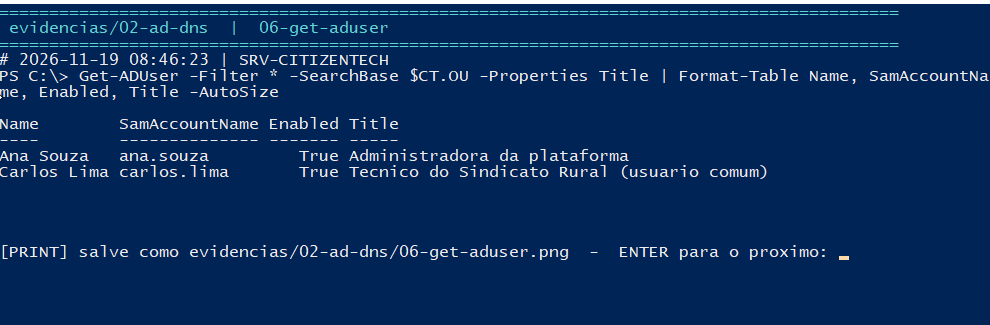 ===========================================================================================
evidencias/02-ad-dns  |  06-get-aduser
===========================================================================================
# 2026-11-19 08:46:23 | SRV-CITIZENTECH
PS C:\> Get-ADUser -Filter * -SearchBase $CT.OU -Properties Title | Format-Table Name, SamAccountNa
me, Enabled, Title -AutoSize
Name       SamAccountName Enabled Title
----       -------------- ------- -----
Ana Souza  ana.souza         True Administradora da plataforma
Carlos Lima carlos.lima       True Tecnico do Sindicato Rural (usuario comum)
[PRINT] salve como evidencias/02-ad-dns/06-get-aduser.png  -  ENTER para o proximo: